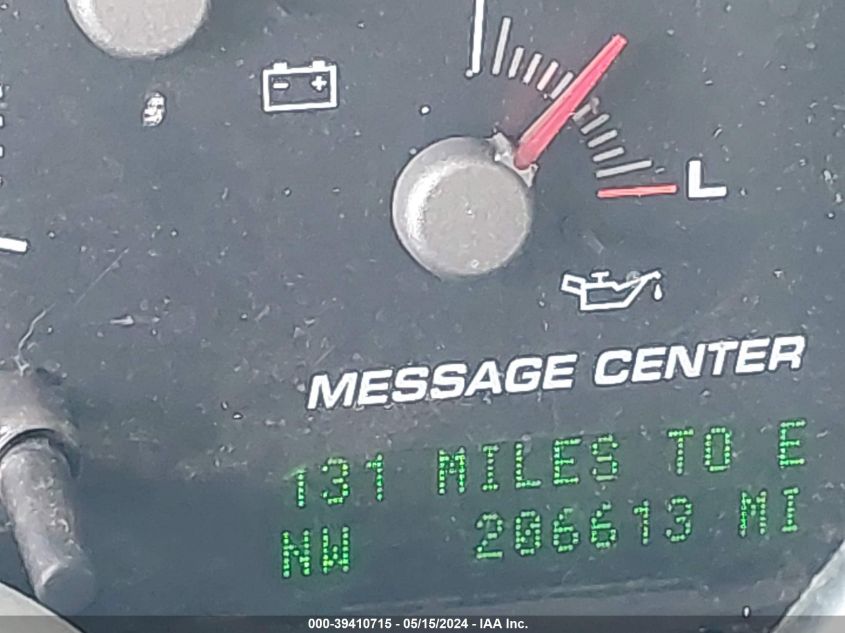 L
MESSAGE CENTER
131 MILES TO E
NW 206613 MI
000-39410715 - 05/15/2024 - IAA Inc.